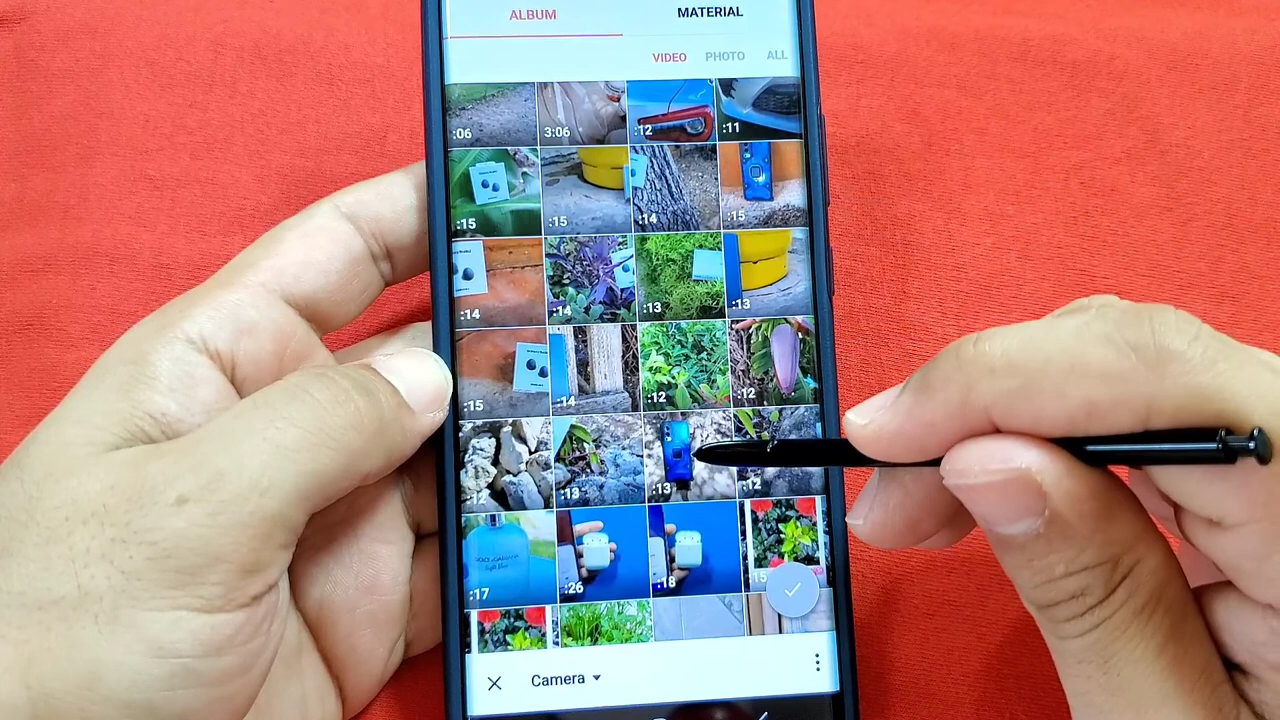 ALBUM MATERIAL
VIDEO PHOTO ALL
:06 3:06 :12 :11
:15 :15 :14 :15
:14 :14 :13 :13
:15 :14 :12 :12
:12 :13 :13 :12
:17 :26 :18 :15
Camera